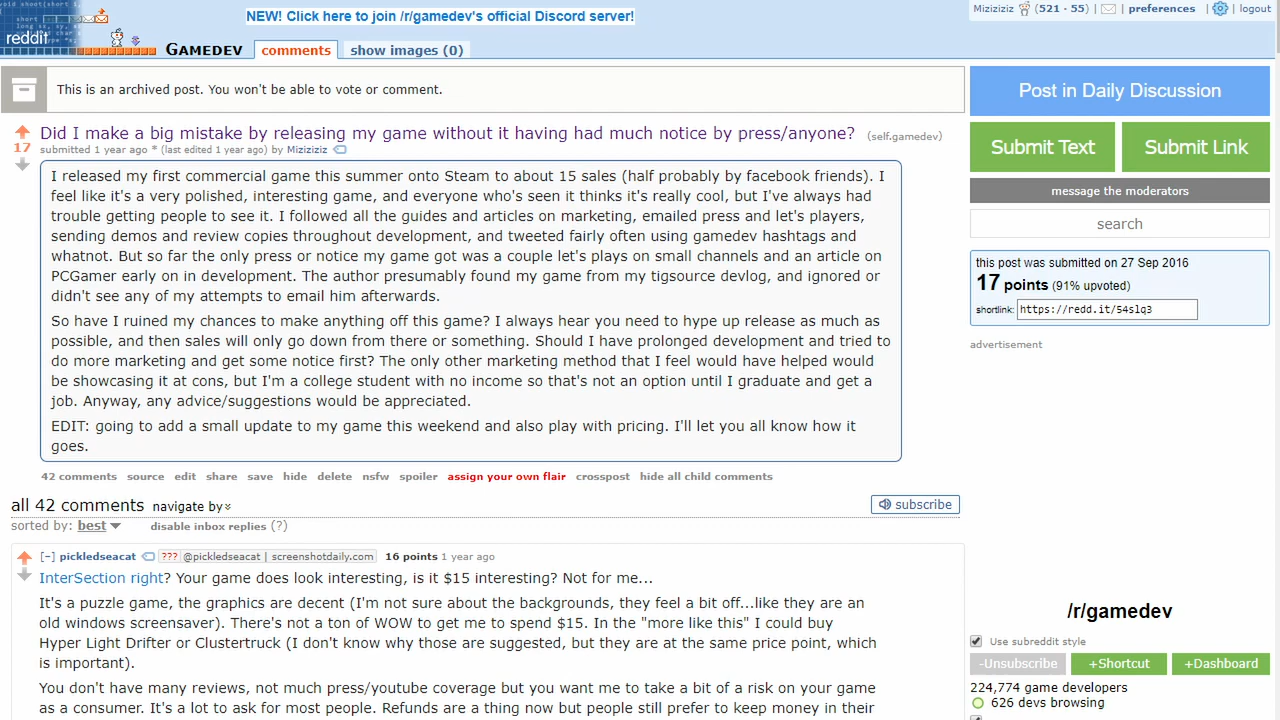 void shoot(short
short
long sz, sy,
reddit
GAMEDEV comments show images (0)
NEW! Click here to join /r/gamedev's official Discord server!
Miziziz (521 · 55) | preferences | | logout
This is an archived post. You won't be able to vote or comment.
17
Did I make a big mistake by releasing my game without it having had much notice by press/anyone? (self.gamedev)
submitted 1 year ago * (last edited 1 year ago) by Miziziz
I released my first commercial game this summer onto Steam to about 15 sales (half probably by facebook friends). I
feel like it's a very polished, interesting game, and everyone who's seen it thinks it's really cool, but I've always had
trouble getting people to see it. I followed all the guides and articles on marketing, emailed press and let's players,
sending demos and review copies throughout development, and tweeted fairly often using gamedev hashtags and
whatnot. But so far the only press or notice my game got was a couple let's plays on small channels and an article on
PCGamer early on in development. The author presumably found my game from my tigsource devlog, and ignored or
didn't see any of my attempts to email him afterwards.
So have I ruined my chances to make anything off this game? I always hear you need to hype up release as much as
possible, and then sales will only go down from there or something. Should I have prolonged development and tried to
do more marketing and get some notice first? The only other marketing method that I feel would have helped would
be showcasing it at cons, but I'm a college student with no income so that's not an option until I graduate and get a
job. Anyway, any advice/suggestions would be appreciated.
EDIT: going to add a small update to my game this weekend and also play with pricing. I'll let you all know how it
goes.
42 comments source edit share save hide delete nsfw spoiler assign your own flair crosspost hide all child comments
all 42 comments navigate by
subscribe
sorted by: best disable inbox replies (?)
[–] pickledseacat ??? @pickledseacat | screenshotdaily.com 16 points 1 year ago
InterSection right? Your game does look interesting, is it $15 interesting? Not for me...
It's a puzzle game, the graphics are decent (I'm not sure about the backgrounds, they feel a bit off...like they are an
old windows screensaver). There's not a ton of WOW to get me to spend $15. In the "more like this" I could buy
Hyper Light Drifter or Clustertruck (I don't know why those are suggested, but they are at the same price point, which
is important).
You don't have many reviews, not much press/youtube coverage but you want me to take a bit of a risk on your game
as a consumer. It's a lot to ask for most people. Refunds are a thing now but people still prefer to keep money in their
Post in Daily Discussion
Submit Text Submit Link
message the moderators
search
this post was submitted on 27 Sep 2016
17 points (91% upvoted)
shortlink: https://redd.it/54slq3
advertisement
/r/gamedev
Use subreddit style
-Unsubscribe +Shortcut +Dashboard
224,774 game developers
626 devs browsing